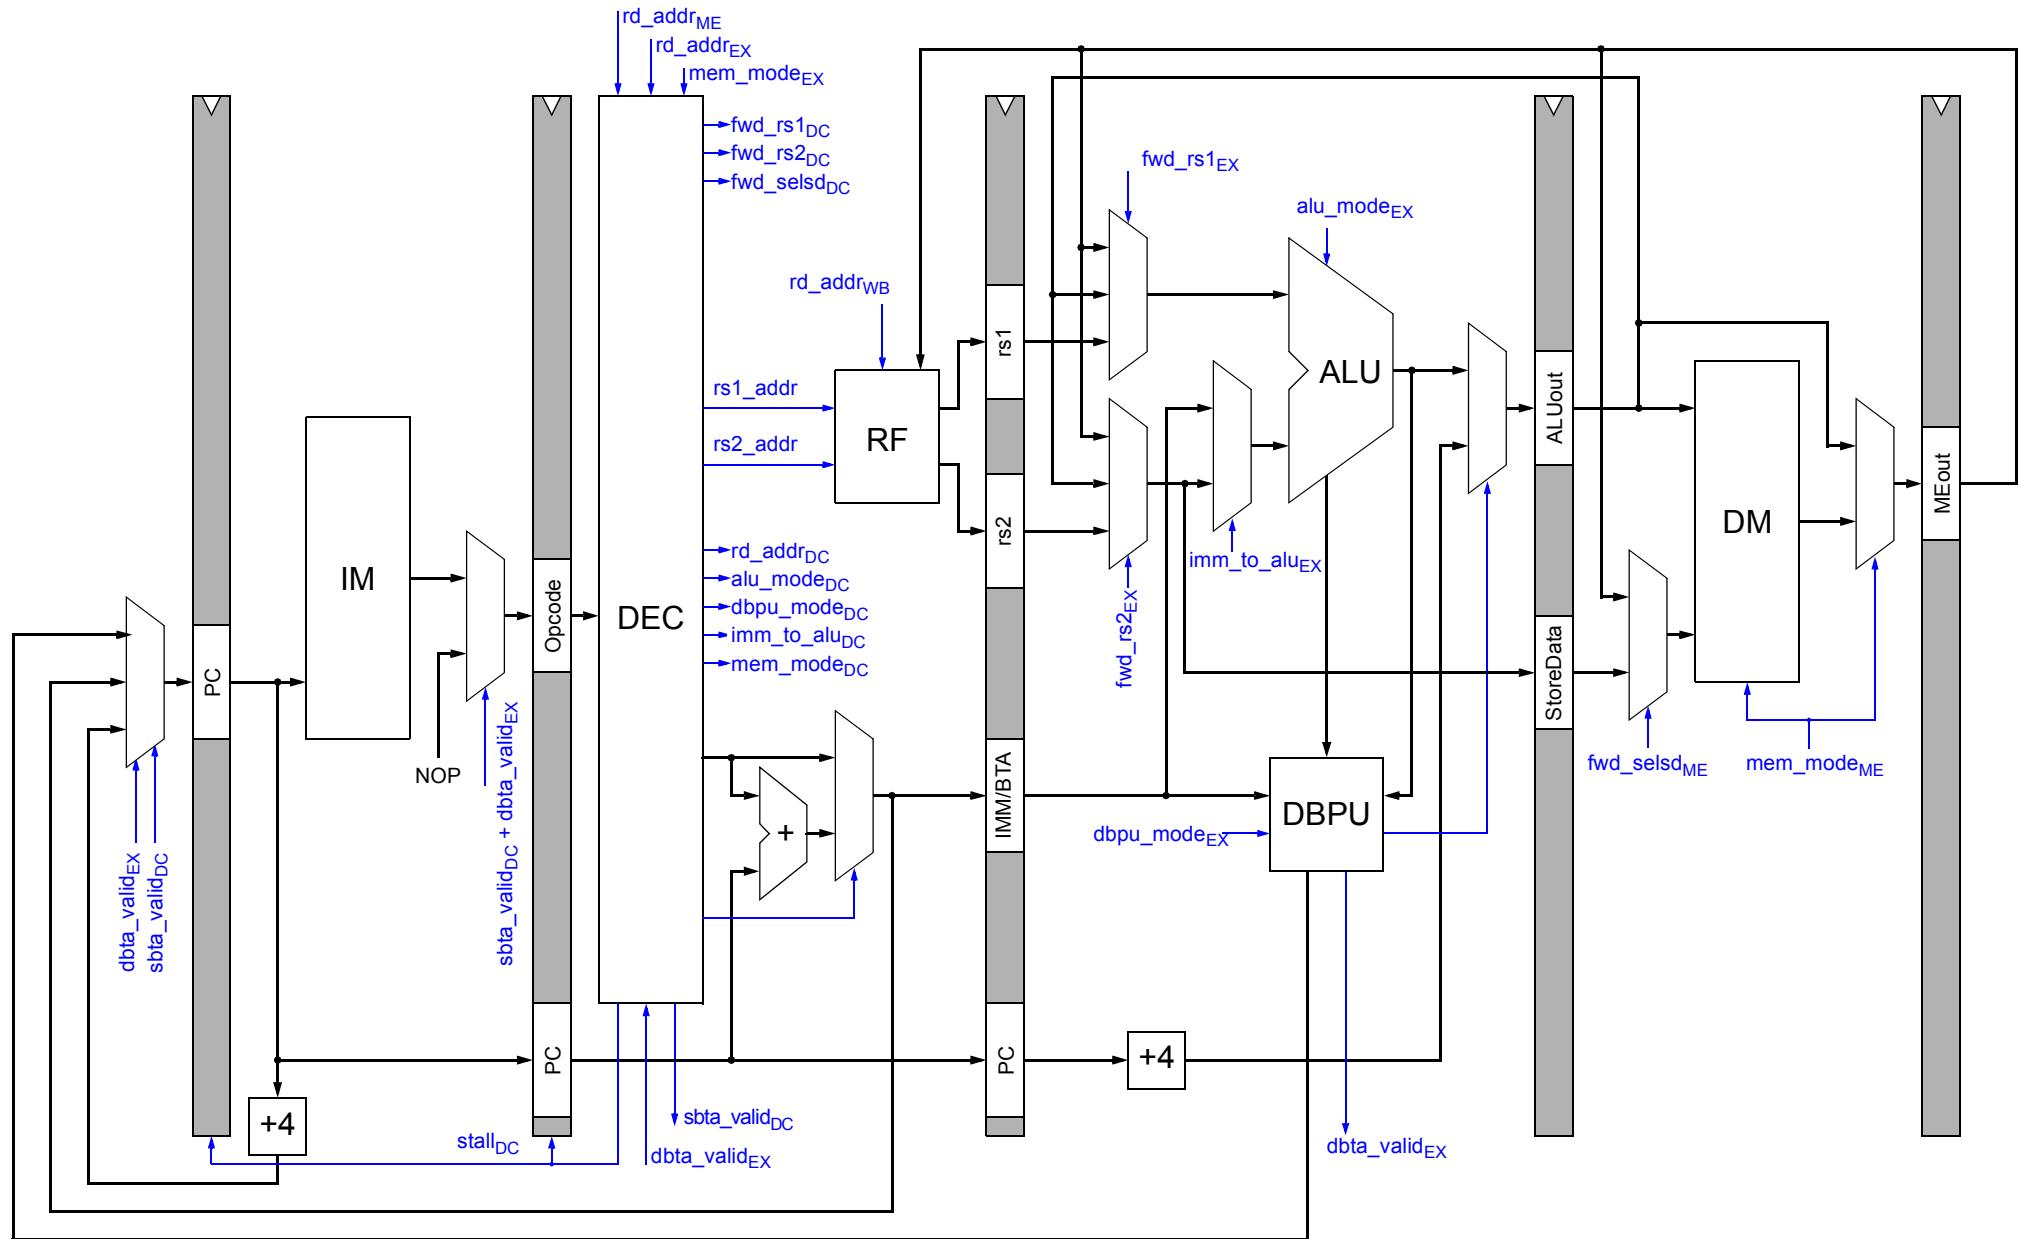 rd_addrME
rd_addrEX
mem_modeEX
fwd_rs1DC
fwd_rs2DC
fwd_selsdDC
fwd_rs1EX
alu_modeEX
rd_addrWB
rs1
ALU
rs1_addr
RF
ALUout
rs2_addr
MEout
rs2
DM
IM
rd_addrDC
imm_to_aluEX
alu_modeDC
Opcode
DEC
dbpu_modeDC
imm_to_aluDC
fwd_rs2EX
mem_modeDC
PC
StoreData
NOP
sbta_validDC + dbta_validEX
fwd_selsdME
mem_modeME
IMM/BTA
DBPU
+
dbpu_modeEX
dbta_validEX
sbta_validDC
PC
PC
+4
+4
stallDC
sbta_validDC
dbta_validEX
dbta_validEX